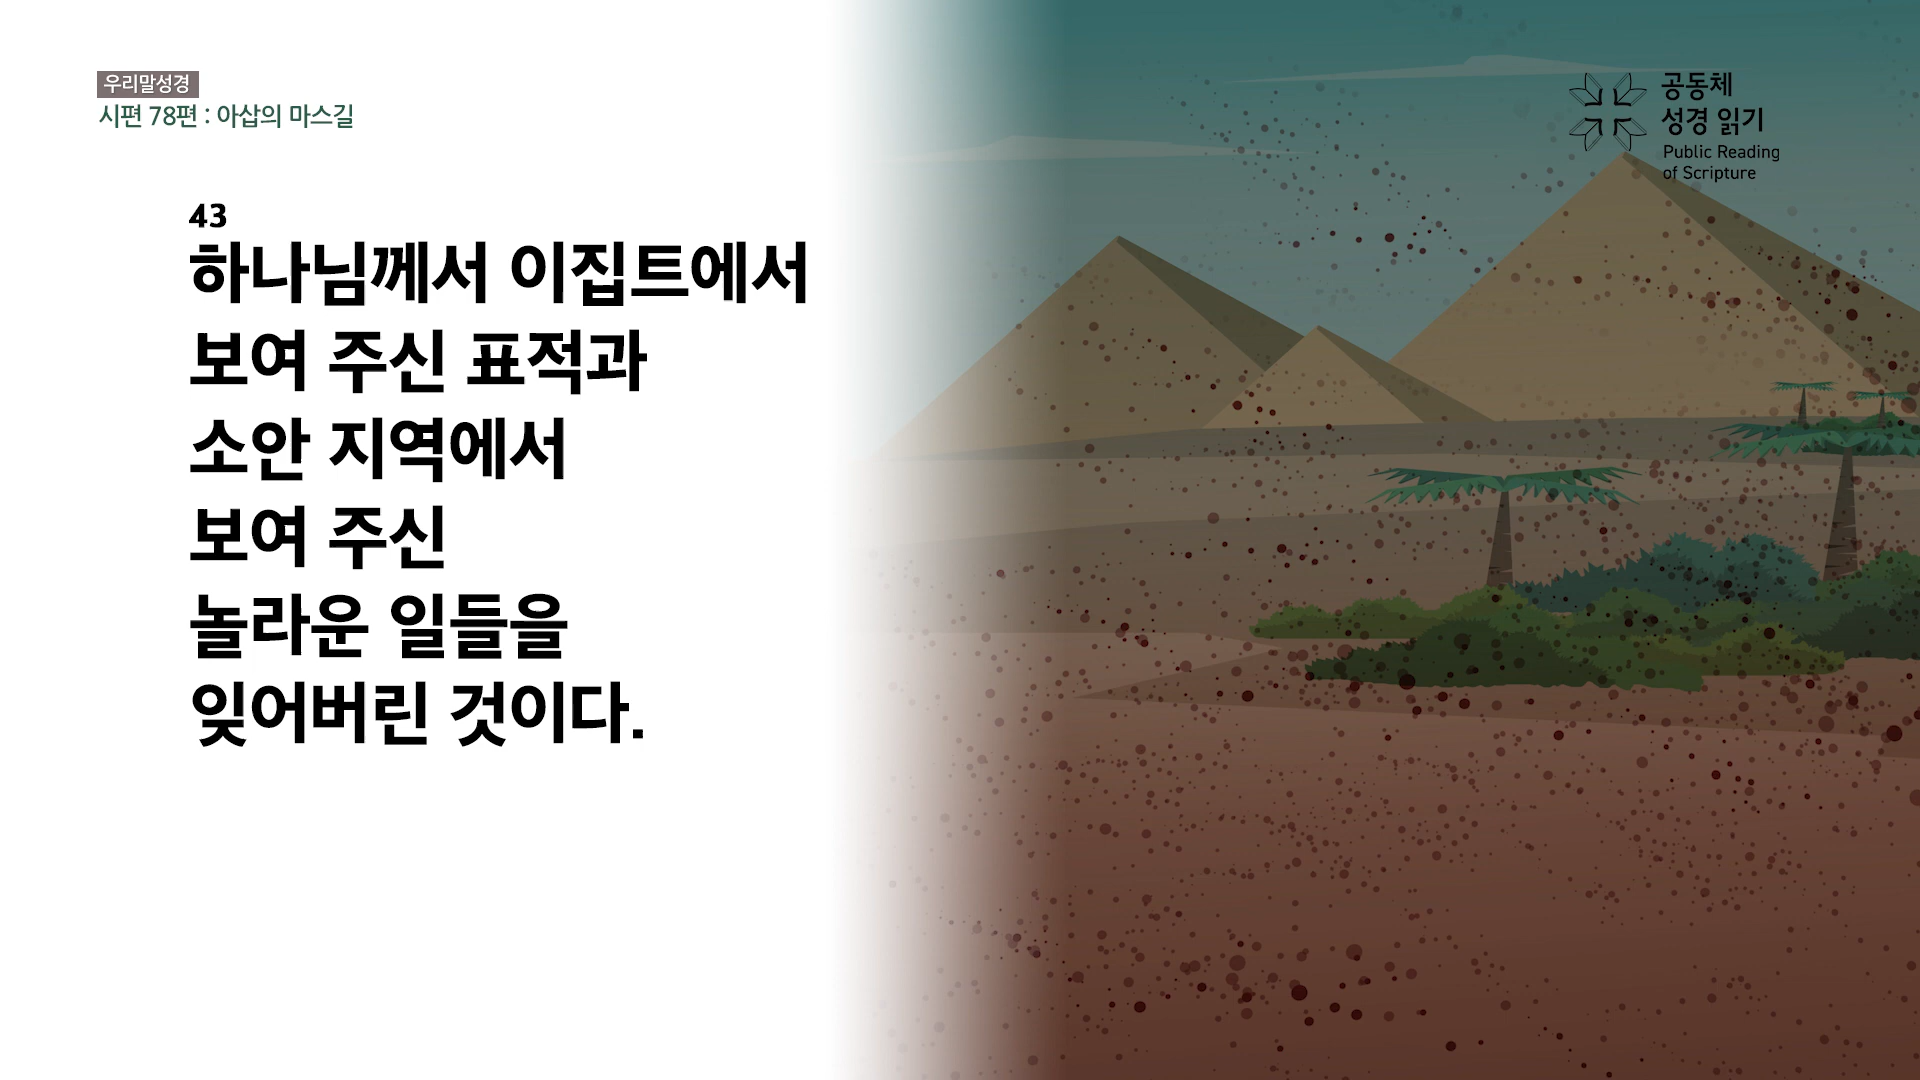 우리말성경
시편 78편 : 아삽의 마스길
공동체
성경 읽기
Public Reading
of Scripture
43
하나님께서 이집트에서
보여 주신 표적과
소안 지역에서
보여 주신
놀라운 일들을
잊어버린 것이다.